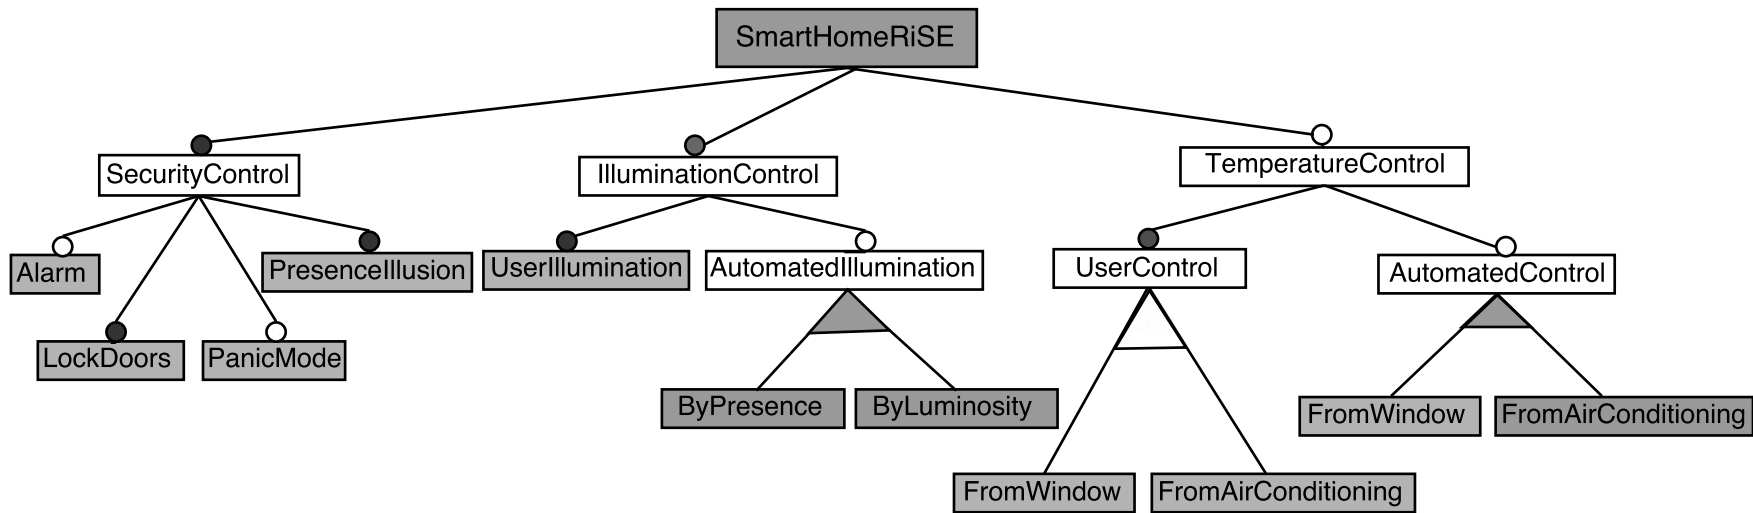 SmartHomeRiSE
SecurityControl
IlluminationControl
TemperatureControl
Alarm
PresenceIllusion
UserIllumination
AutomatedIllumination
UserControl
AutomatedControl
LockDoors
PanicMode
ByPresence
ByLuminosity
FromWindow
FromAirConditioning
FromWindow
FromAirConditioning